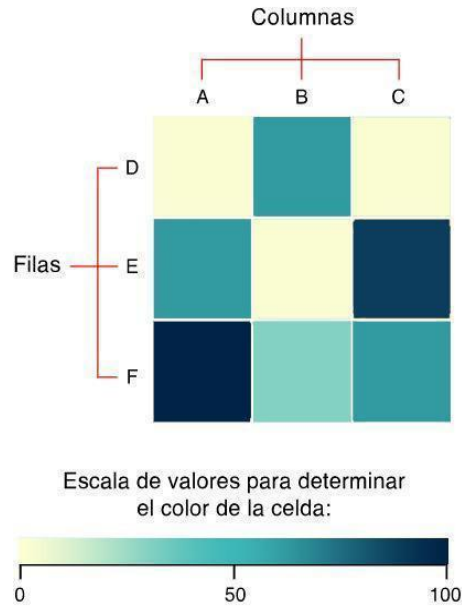 Columnas
A B C
D
Filas
E
F
Escala de valores para determinar
el color de la celda:
0 50 100